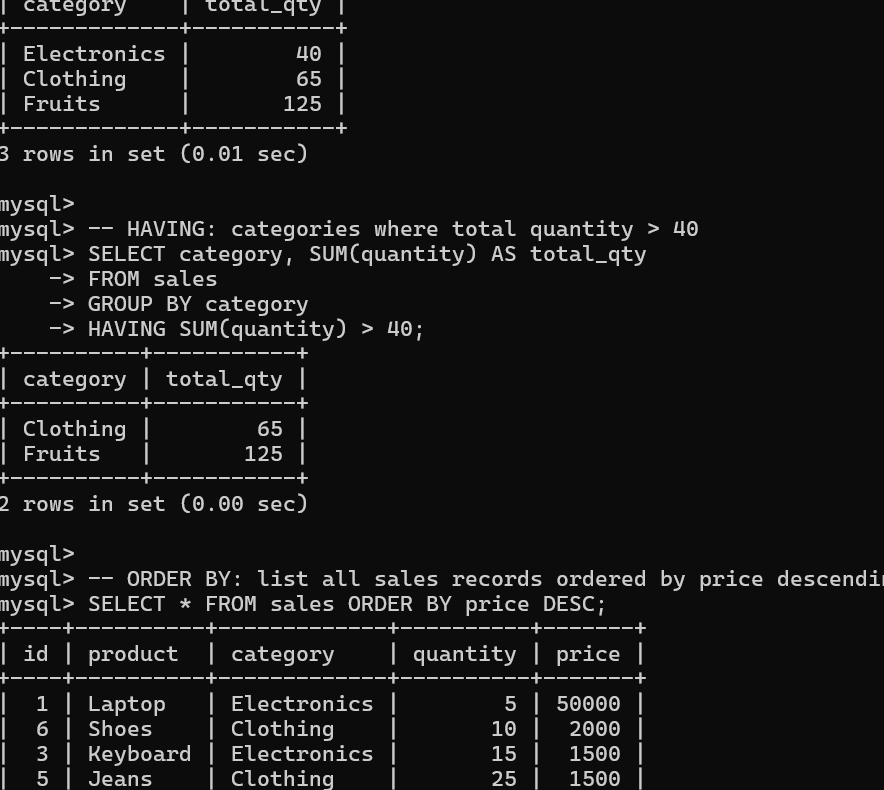 | category    | total_qty |
+-------------+-----------+
| Electronics |        40 |
| Clothing    |        65 |
| Fruits      |       125 |
+-------------+-----------+
3 rows in set (0.01 sec)
mysql>
mysql> -- HAVING: categories where total quantity > 40
mysql> SELECT category, SUM(quantity) AS total_qty
    -> FROM sales
    -> GROUP BY category
    -> HAVING SUM(quantity) > 40;
+----------+-----------+
| category | total_qty |
+----------+-----------+
| Clothing |        65 |
| Fruits   |       125 |
+----------+-----------+
2 rows in set (0.00 sec)
mysql>
mysql> -- ORDER BY: list all sales records ordered by price descendin
mysql> SELECT * FROM sales ORDER BY price DESC;
+----+----------+-------------+----------+-------+
| id | product  | category    | quantity | price |
+----+----------+-------------+----------+-------+
|  1 | Laptop   | Electronics |        5 | 50000 |
|  6 | Shoes    | Clothing    |       10 |  2000 |
|  3 | Keyboard | Electronics |       15 |  1500 |
|  5 | Jeans    | Clothing    |       25 |  1500 |